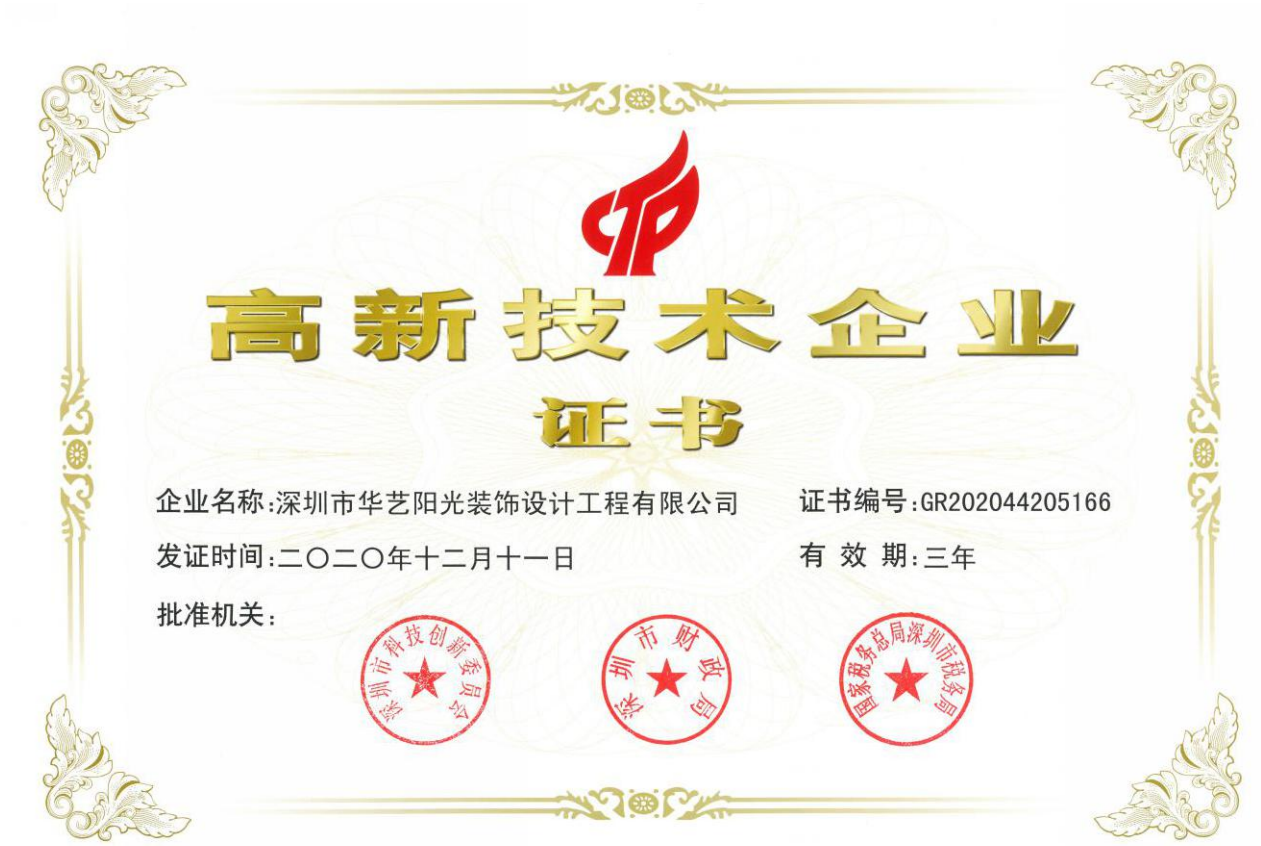 CTP
高新技术企业
证书
企业名称:深圳市华艺阳光装饰设计工程有限公司
证书编号:GR202044205166
发证时间:二〇二〇年十二月十一日
有效期:三年
批准机关:
深圳市科技创新委员会
深圳市财政局
国家税务总局深圳市税务局